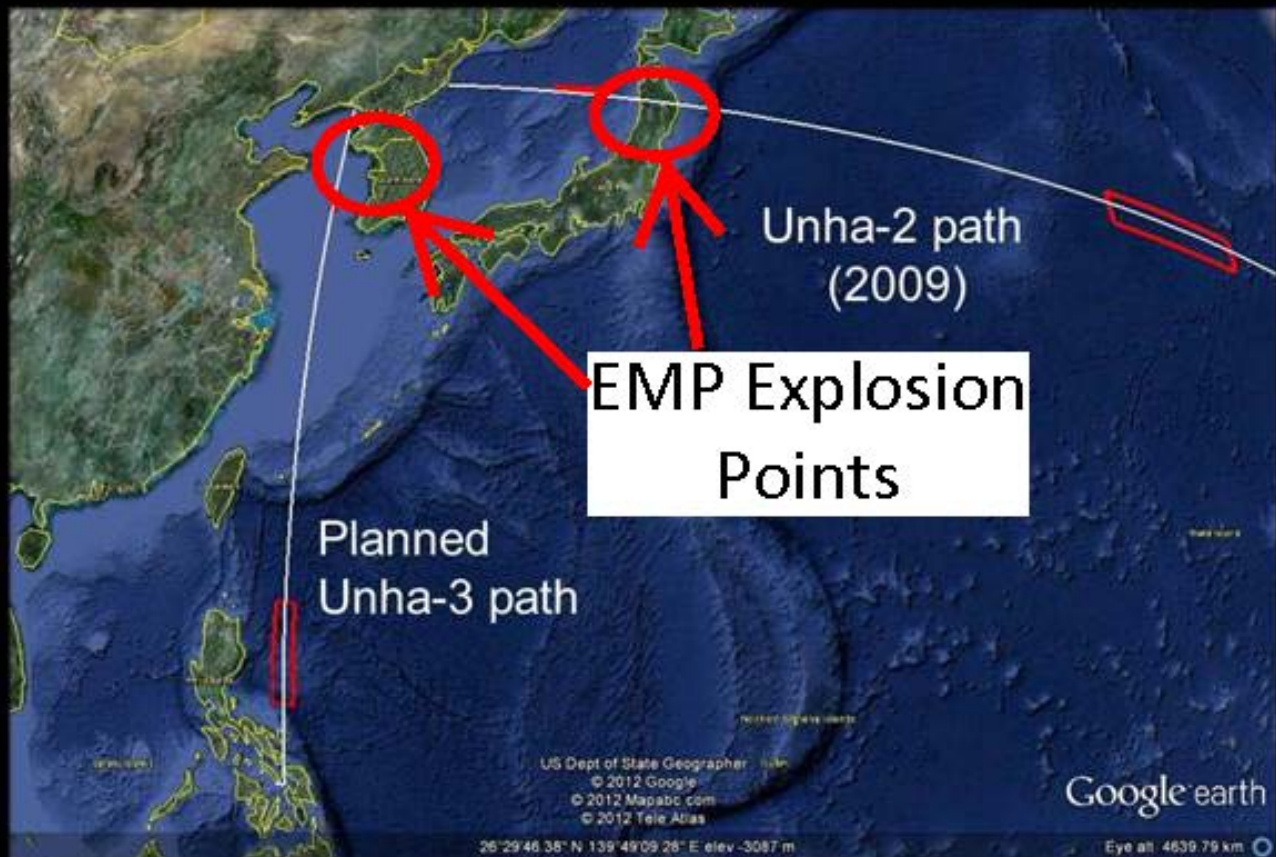 Unha-2 path
(2009)
EMP Explosion
Points
Planned
Unha-3 path
US Dept of State Geographer
© 2012 Google
© 2012 Mapabc.com
© 2012 Tele Atlas
Google earth
26°29'46.38" N 139°49'09.28" E elev -3087 m
Eye alt 4639.79 km